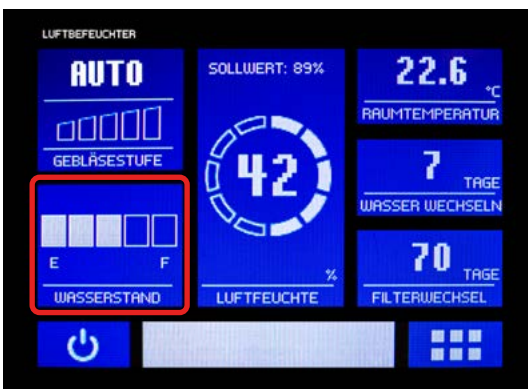 LUFTBEFEUCHTER
AUTO
GEBLÄSESTUFE
E F
WASSERSTAND
SOLLWERT: 89%
42
%
LUFTFEUCHTE
22.6 °C
RAUMTEMPERATUR
7 TAGE
WASSER WECHSELN
70 TAGE
FILTERWECHSEL